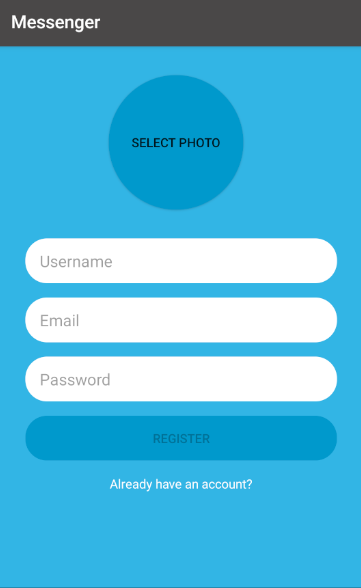 Messenger
SELECT PHOTO
Username
Email
Password
REGISTER
Already have an account?